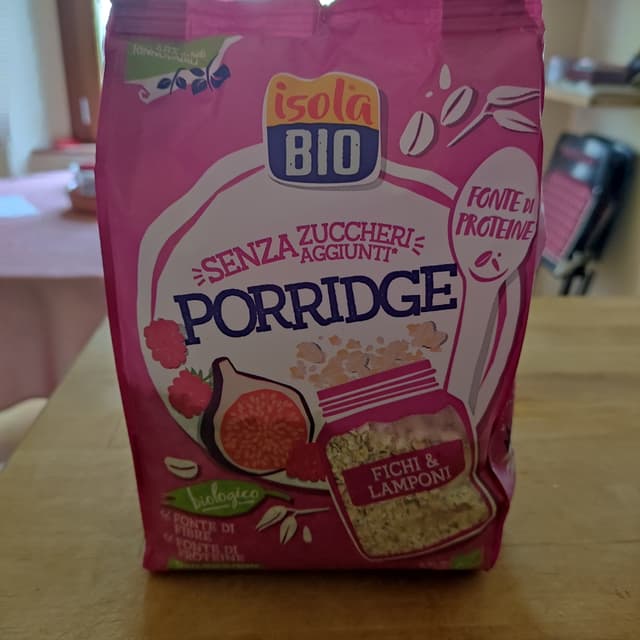 isola
BIO
FONTE DI
PROTEINE
SENZA ZUCCHERI
AGGIUNTI*
PORRIDGE
FICHI &
LAMPONI
biologico
FONTE DI
FIBRE
FONTE DI
PROTEINE